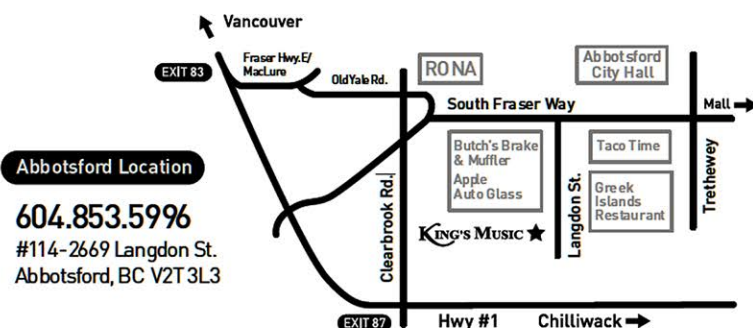 Vancouver
EXIT 83
Fraser Hwy.E/
MacLure
Old Yale Rd.
RONA
Abbotsford
City Hall
South Fraser Way
Mall
Abbotsford Location
604.853.5996
#114-2669 Langdon St.
Abbotsford, BC V2T 3L3
Clearbrook Rd.
Butch's Brake
& Muffler
Apple
Auto Glass
KING'S MUSIC
Langdon St.
Taco Time
Greek
Islands
Restaurant
Trethewey
EXIT 87
Hwy #1
Chilliwack